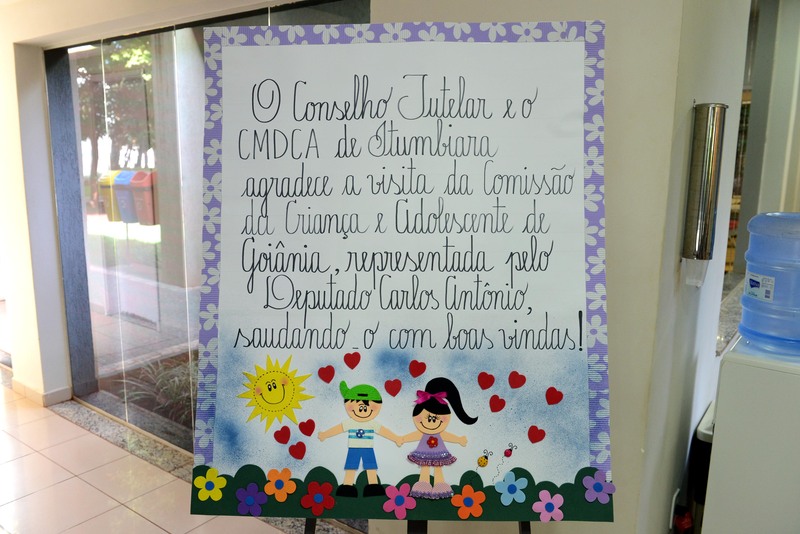 O Conselho Tutelar e o
CMDCA de Itumbiara
agradece a visita da Comissão
da Criança e Adolescente de
Goiânia, representada pelo
Deputado Carlos Antônio,
saudando-o com boas vindas!